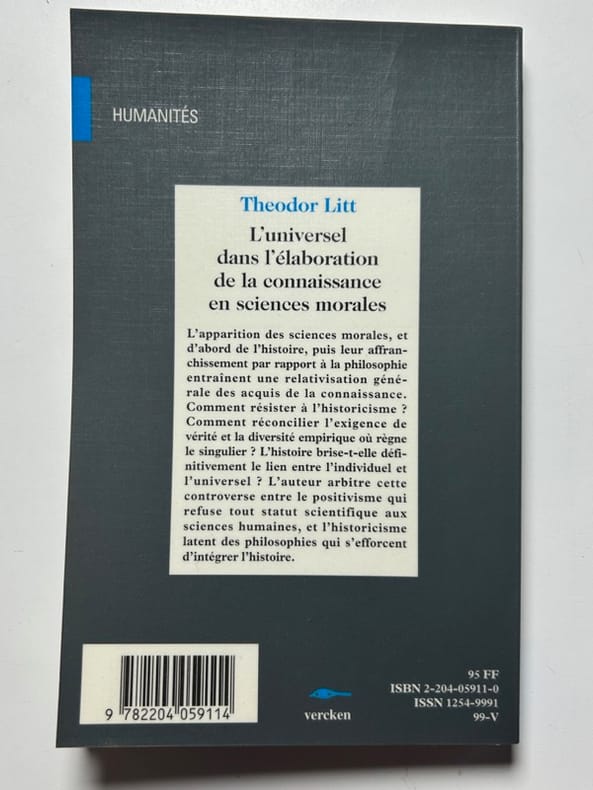 HUMANITÉS
Theodor Litt
L'universel
dans l'élaboration
de la connaissance
en sciences morales
L'apparition des sciences morales, et
d'abord de l'histoire, puis leur affran-
chissement par rapport à la philosophie
entraînent une relativisation géné-
rale des acquis de la connaissance.
Comment résister à l'historicisme ?
Comment réconcilier l'exigence de
vérité et la diversité empirique où règne
le singulier ? L'histoire brise-t-elle défi-
nitivement le lien entre l'individuel et
l'universel ? L'auteur arbitre cette
controverse entre le positivisme qui
refuse tout statut scientifique aux
sciences humaines, et l'historicisme
latent des philosophies qui s'efforcent
d'intégrer l'histoire.
9 782204 059114
vercken
95 FF
ISBN 2-204-05911-0
ISSN 1254-9991
99-V